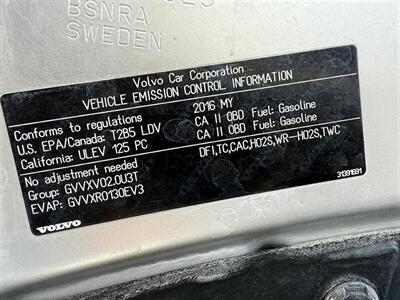 BSNRA
SWEDEN
Volvo Car Corporation
VEHICLE EMISSION CONTROL INFORMATION
Conforms to regulations 2016 MY
U.S. EPA/Canada: T2B5 LDV CA II OBD Fuel: Gasoline
California: ULEV 125 PC CA II OBD Fuel: Gasoline
No adjustment needed DFI,TC,CAC,HO2S,WR-HO2S,TWC
Group: GVVXV02.0U3T
EVAP: GVVXR0130EV3
VOLVO 31391691